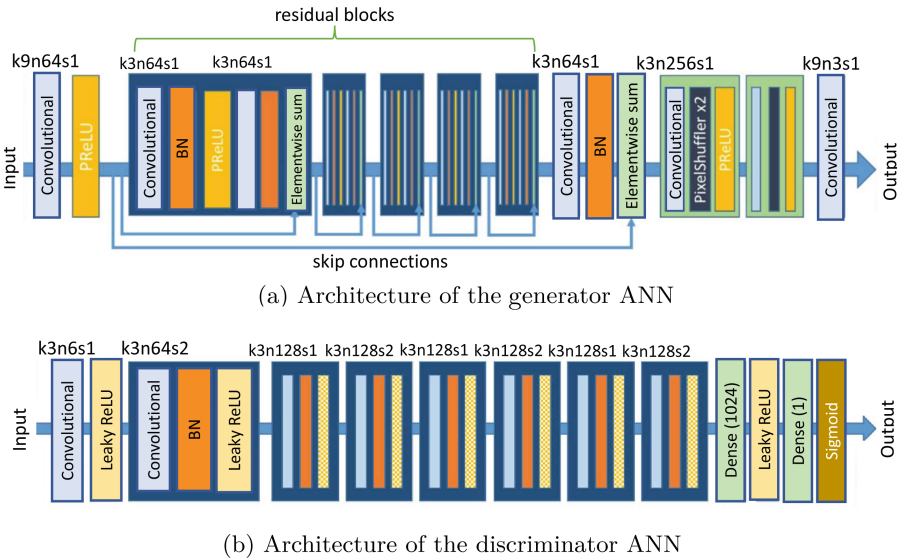 residual blocks
k9n64s1
k3n64s1
k3n64s1
k3n64s1
k3n256s1
k9n3s1
Input
Convolutional
PReLU
Convolutional
BN
PReLU
Elementwise sum
Convolutional
BN
Elementwise sum
Convolutional
PixelShuffler x2
PReLU
Convolutional
Output
skip connections
(a) Architecture of the generator ANN
k3n6s1
k3n64s2
k3n128s1
k3n128s2
k3n128s1
k3n128s2
k3n128s1
k3n128s2
Input
Convolutional
Leaky ReLU
Convolutional
BN
Leaky ReLU
Dense (1024)
Leaky ReLU
Dense (1)
Sigmoid
Output
(b) Architecture of the discriminator ANN